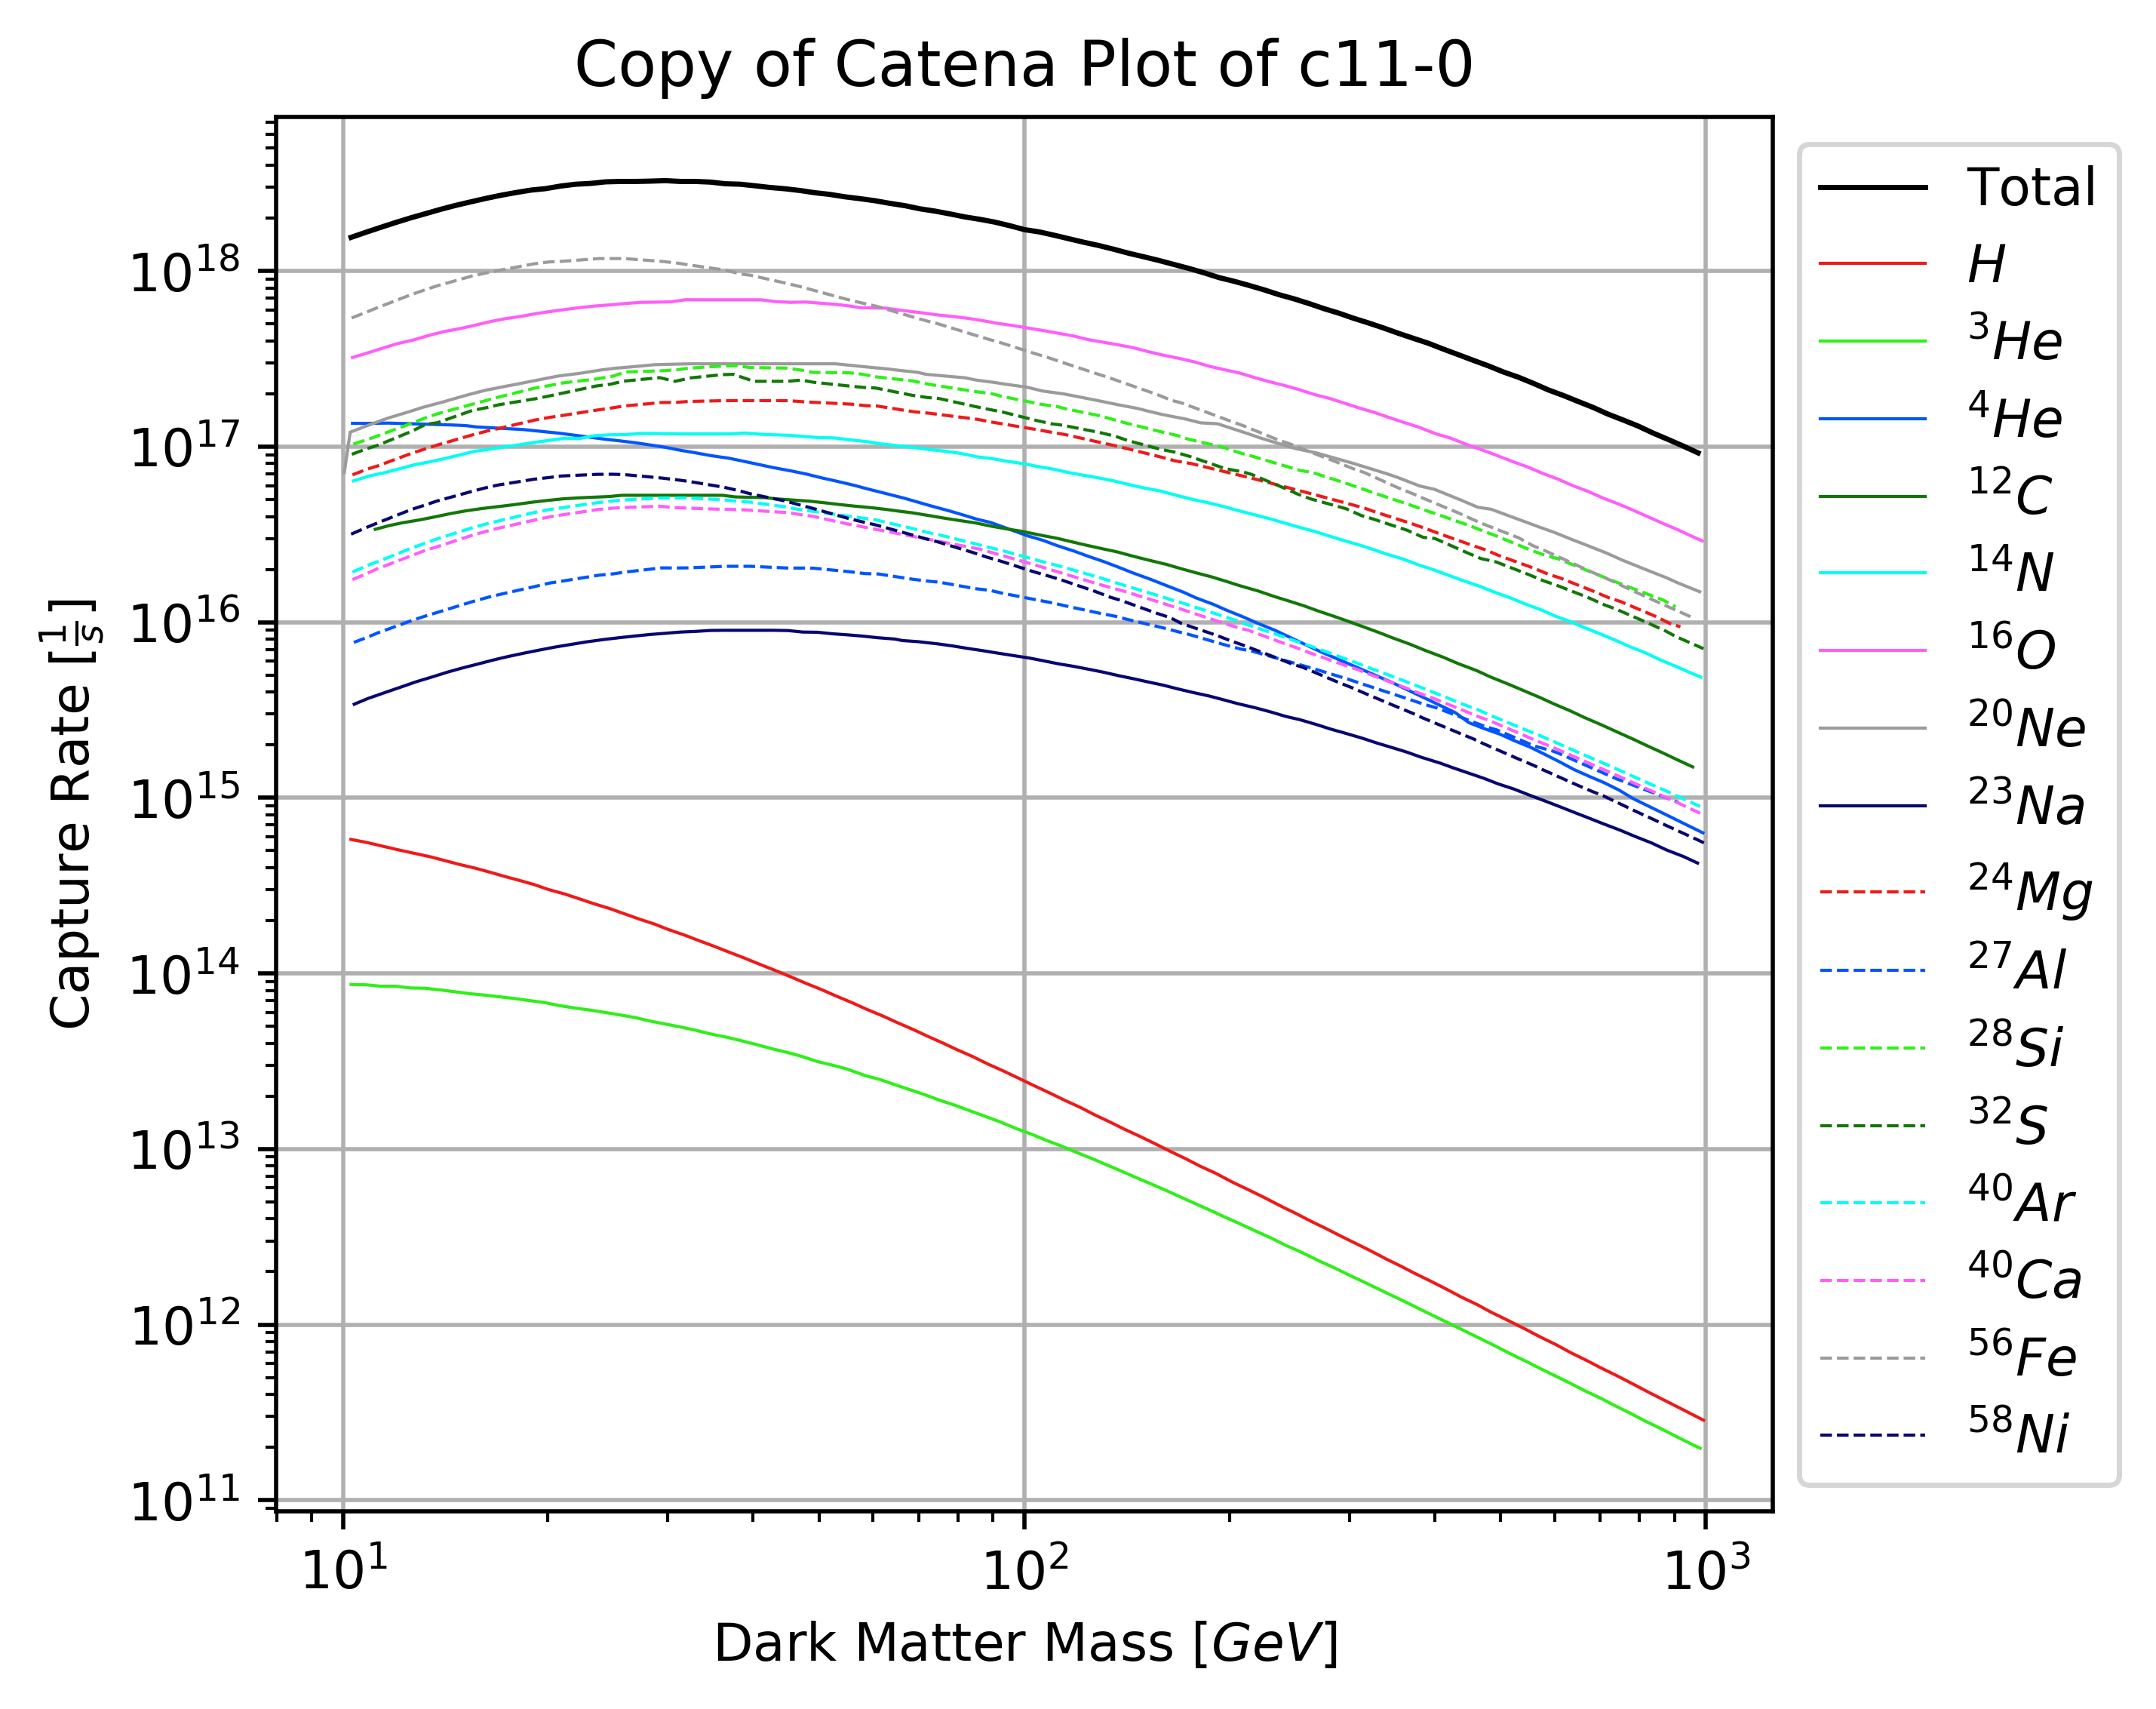 Copy of Catena Plot of c11-0
Capture Rate [1/s]
10^18
10^17
10^16
10^15
10^14
10^13
10^12
10^11
10^1
10^2
10^3
Dark Matter Mass [GeV]
Total
H
^3He
^4He
^12C
^14N
^16O
^20Ne
^23Na
^24Mg
^27Al
^28Si
^32S
^40Ar
^40Ca
^56Fe
^58Ni